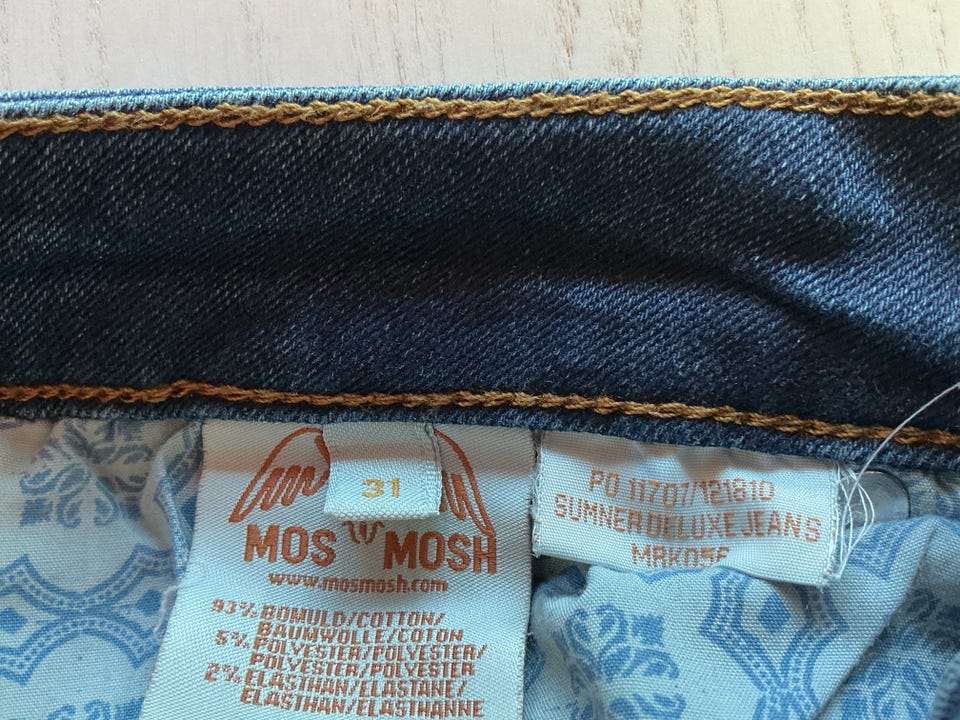 31
MOS MOSH
www.mosmosh.com
93% BOMULD/COTTON/
BAUMWOLLE/COTON
5% POLYESTER/POLYESTER/
POLYESTER/POLYESTER
2% ELASTHAN/ELASTANE/
ELASTHAN/ELASTHANNE
PO 11707/121810
SUMNER DELUXE JEANS